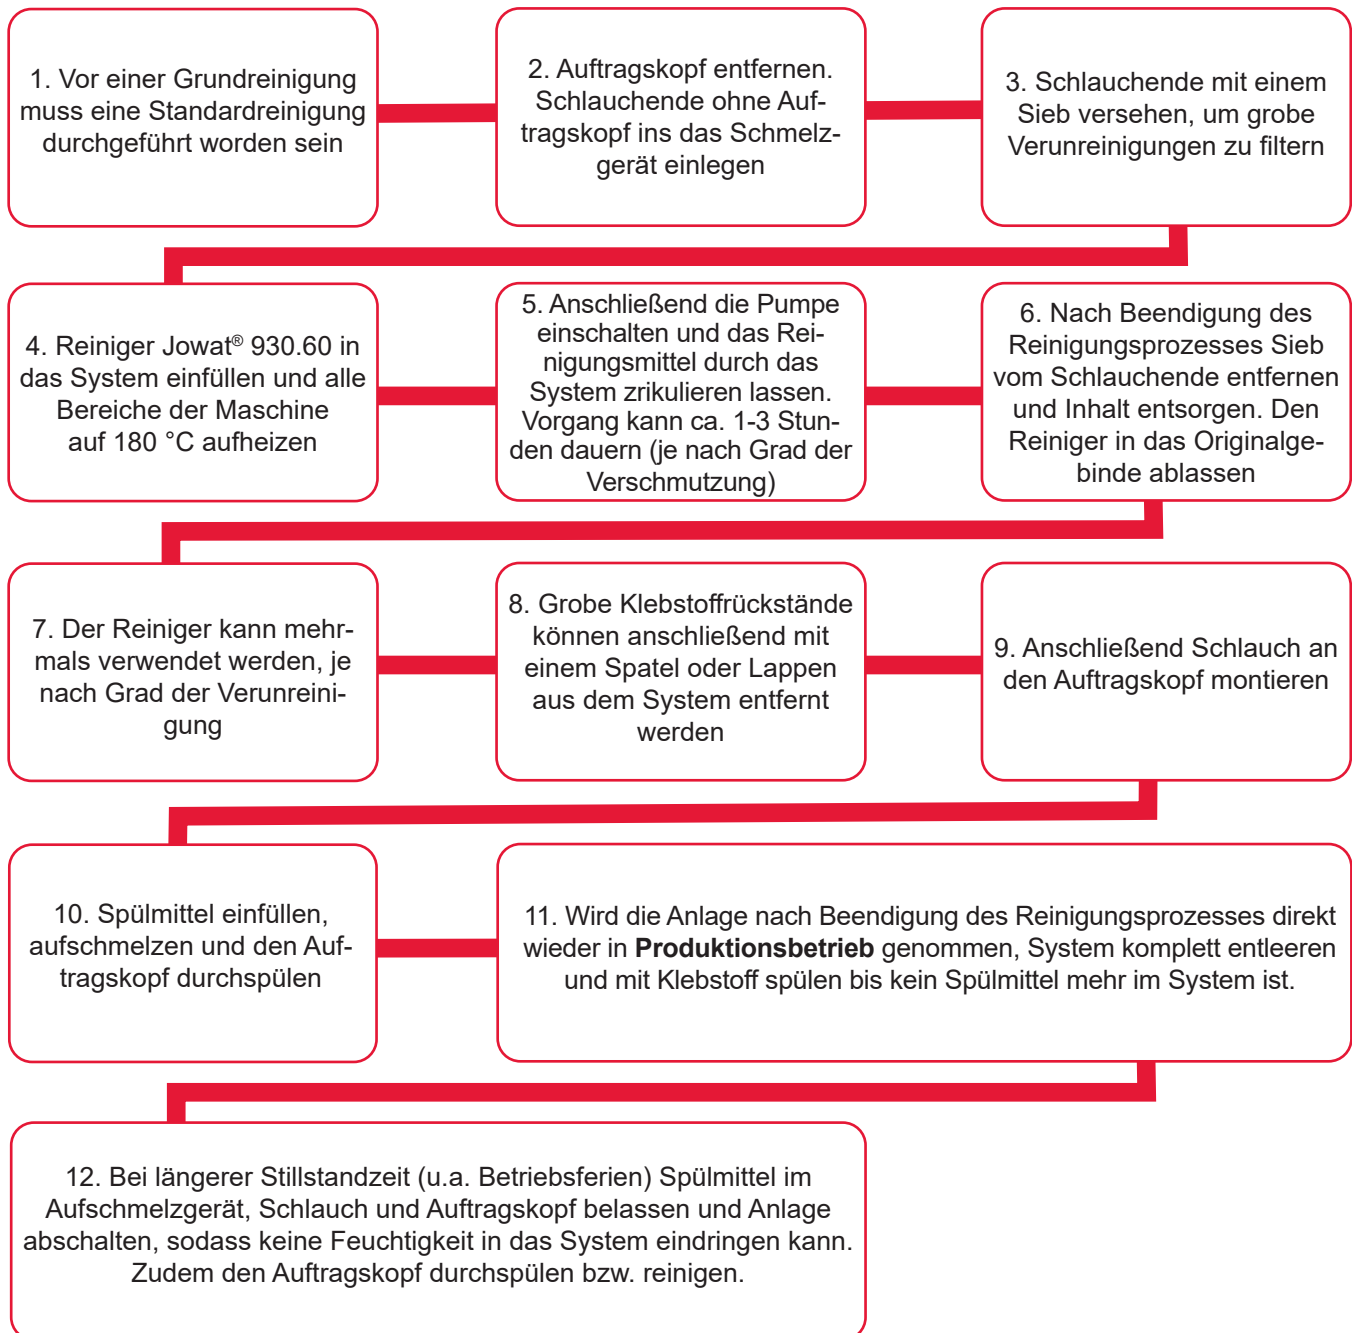 1. Vor einer Grundreinigung
muss eine Standardreinigung
durchgeführt worden sein
2. Auftragskopf entfernen.
Schlauchende ohne Auf-
tragskopf ins das Schmelz-
gerät einlegen
3. Schlauchende mit einem
Sieb versehen, um grobe
Verunreinigungen zu filtern
4. Reiniger Jowat® 930.60 in
das System einfüllen und alle
Bereiche der Maschine
auf 180 °C aufheizen
5. Anschließend die Pumpe
einschalten und das Rei-
nigungsmittel durch das
System zrikulieren lassen.
Vorgang kann ca. 1-3 Stun-
den dauern (je nach Grad der
Verschmutzung)
6. Nach Beendigung des
Reinigungsprozesses Sieb
vom Schlauchende entfernen
und Inhalt entsorgen. Den
Reiniger in das Originalge-
binde ablassen
7. Der Reiniger kann mehr-
mals verwendet werden, je
nach Grad der Verunreini-
gung
8. Grobe Klebstoffrückstände
können anschließend mit
einem Spatel oder Lappen
aus dem System entfernt
werden
9. Anschließend Schlauch an
den Auftragskopf montieren
10. Spülmittel einfüllen,
aufschmelzen und den Auf-
tragskopf durchspülen
11. Wird die Anlage nach Beendigung des Reinigungsprozesses direkt
wieder in Produktionsbetrieb genommen, System komplett entleeren
und mit Klebstoff spülen bis kein Spülmittel mehr im System ist.
12. Bei längerer Stillstandzeit (u.a. Betriebsferien) Spülmittel im
Aufschmelzgerät, Schlauch und Auftragskopf belassen und Anlage
abschalten, sodass keine Feuchtigkeit in das System eindringen kann.
Zudem den Auftragskopf durchspülen bzw. reinigen.